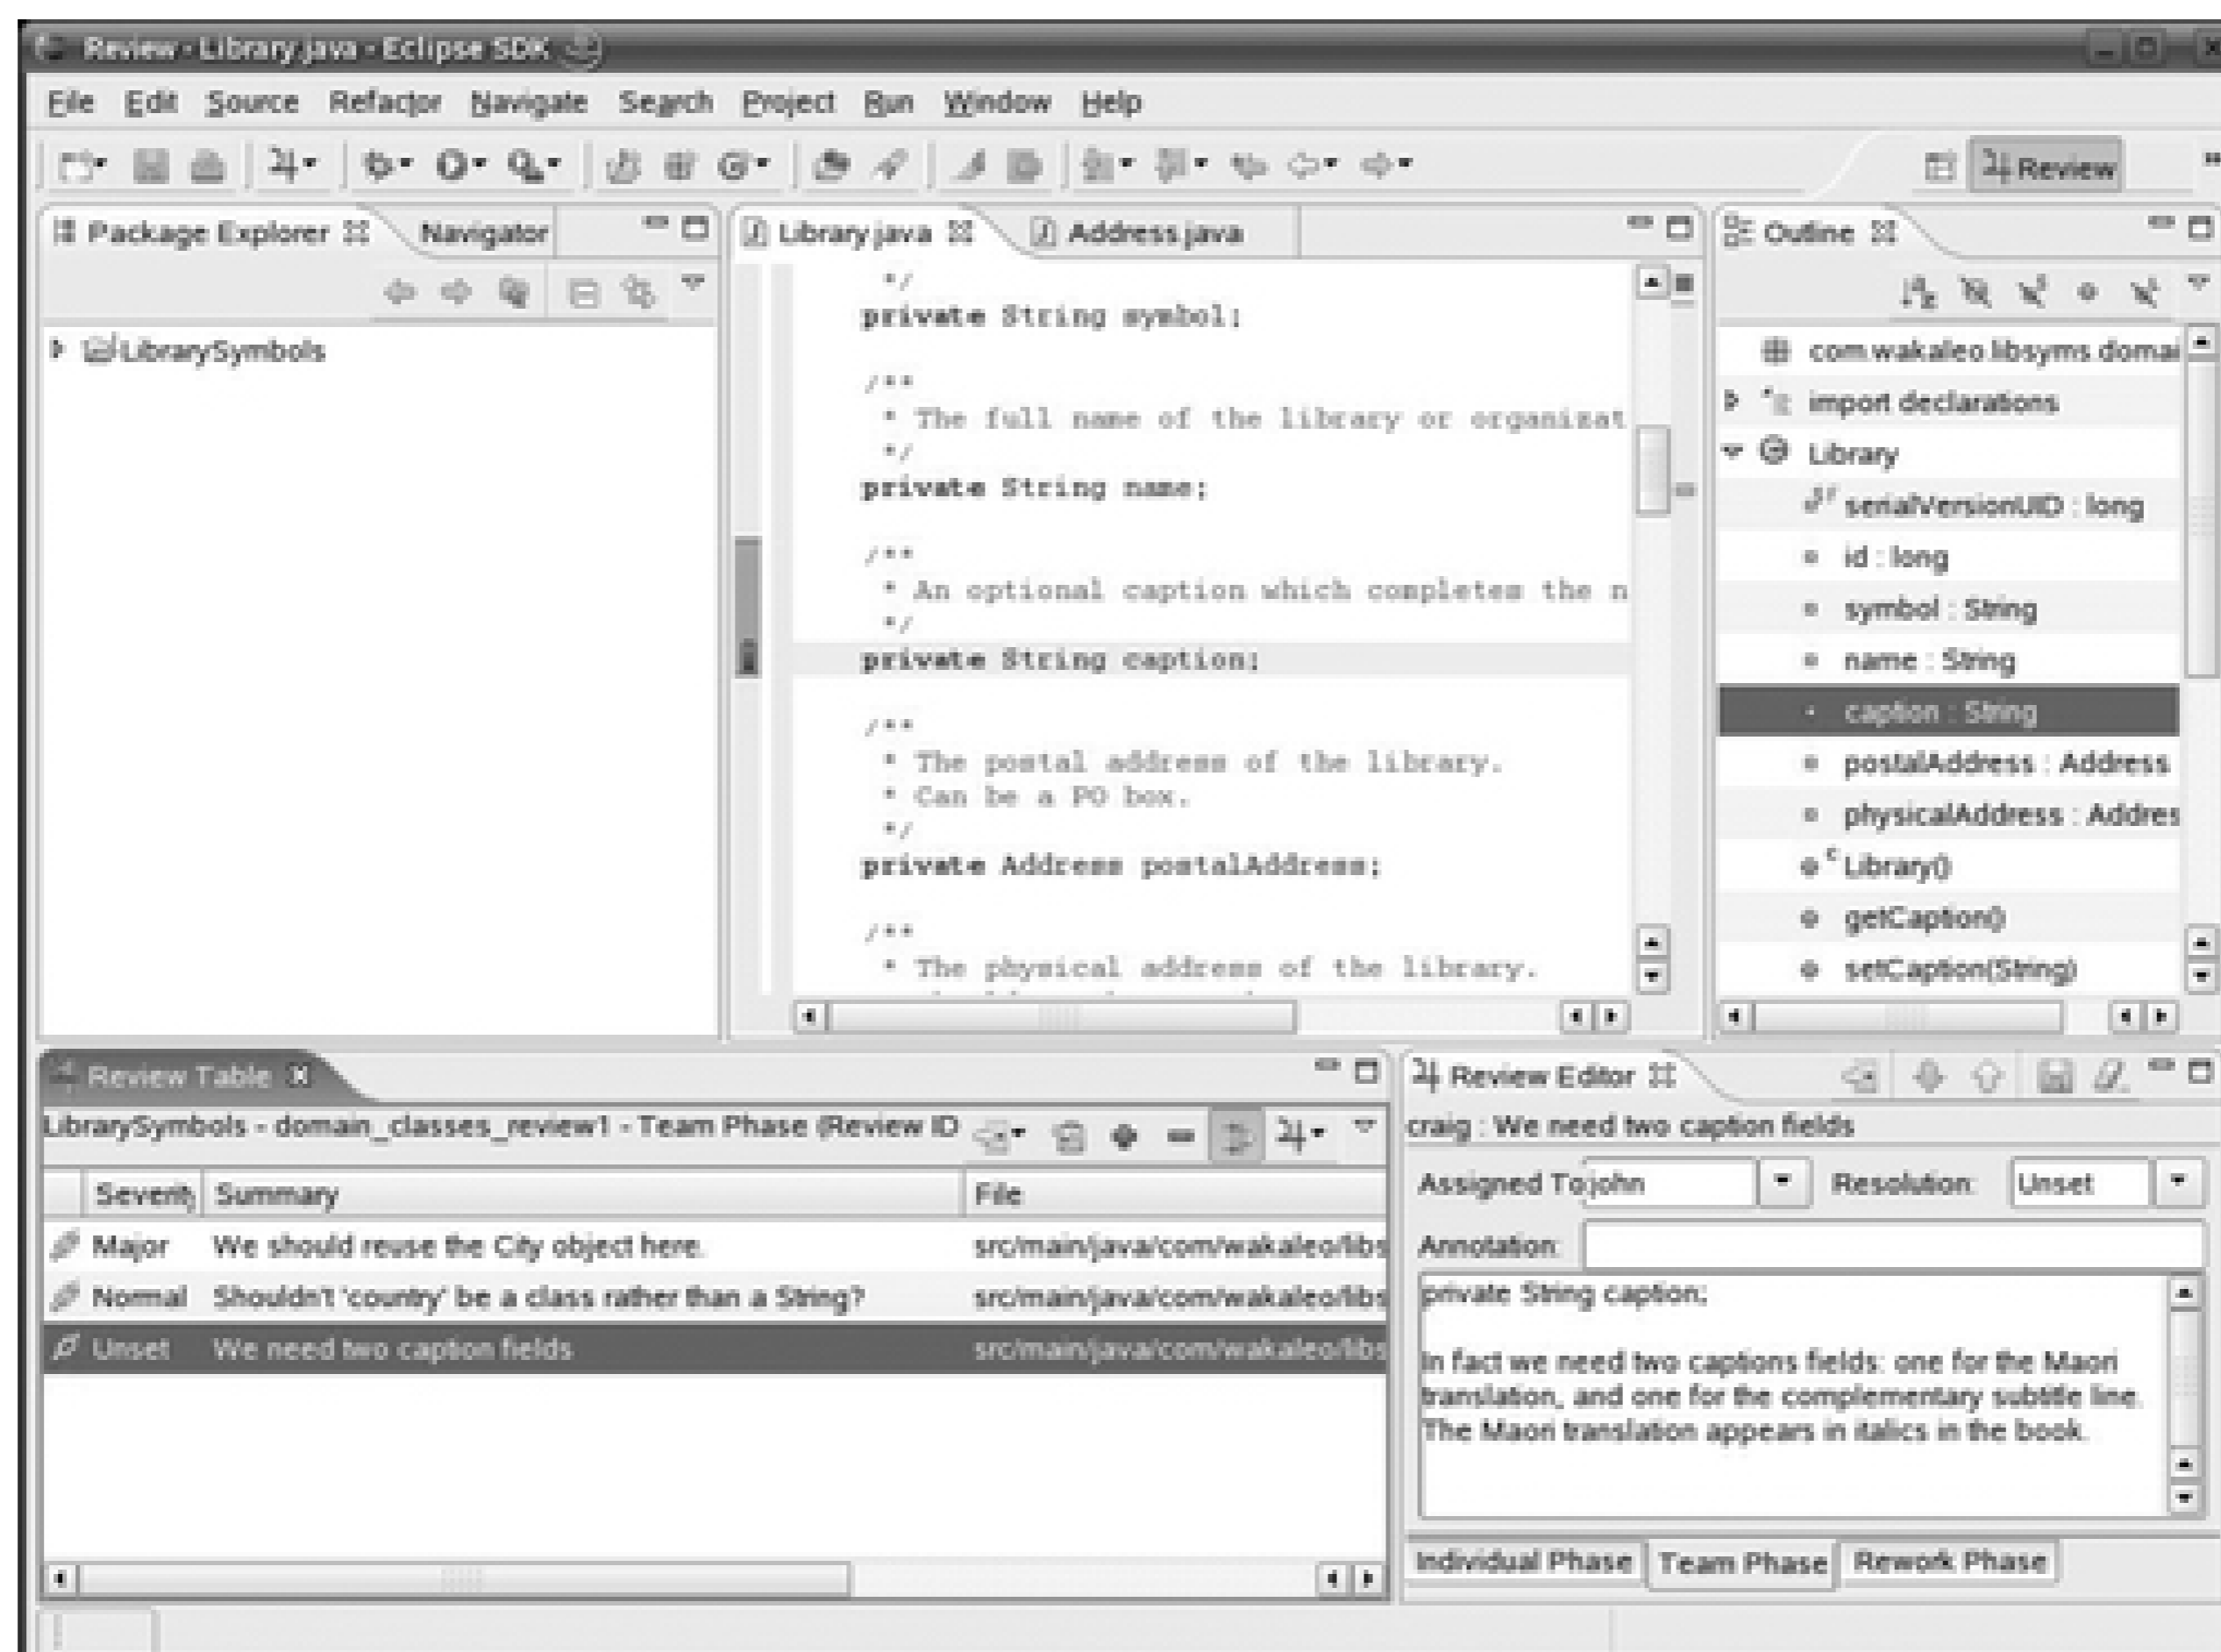 Review - Library.java - Eclipse SDK
File Edit Source Refactor Navigate Search Project Run Window Help
Review
Package Explorer Navigator
LibrarySymbols
Library.java Address.java
*/
private String symbol;
/**
* The full name of the library or organizat
*/
private String name;
/**
* An optional caption which completes the n
*/
private String caption;
/**
* The postal address of the library.
* Can be a PO box.
*/
private Address postalAddress;
/**
* The physical address of the library.
Outline
com.wakaleo.libsyms.domai
import declarations
Library
serialVersionUID : long
id : long
symbol : String
name : String
caption : String
postalAddress : Address
physicalAddress : Addres
Library()
getCaption()
setCaption(String)
Review Table
LibrarySymbols - domain_classes_review1 - Team Phase (Review ID
Severity Summary File
Major We should reuse the City object here. src/main/java/com/wakaleo/libs
Normal Shouldn't 'country' be a class rather than a String? src/main/java/com/wakaleo/libs
Unset We need two caption fields src/main/java/com/wakaleo/libs
Review Editor
craig : We need two caption fields
Assigned To john Resolution: Unset
Annotation:
private String caption;
In fact we need two captions fields: one for the Maori
translation, and one for the complementary subtitle line.
The Maori translation appears in italics in the book.
Individual Phase Team Phase Rework Phase